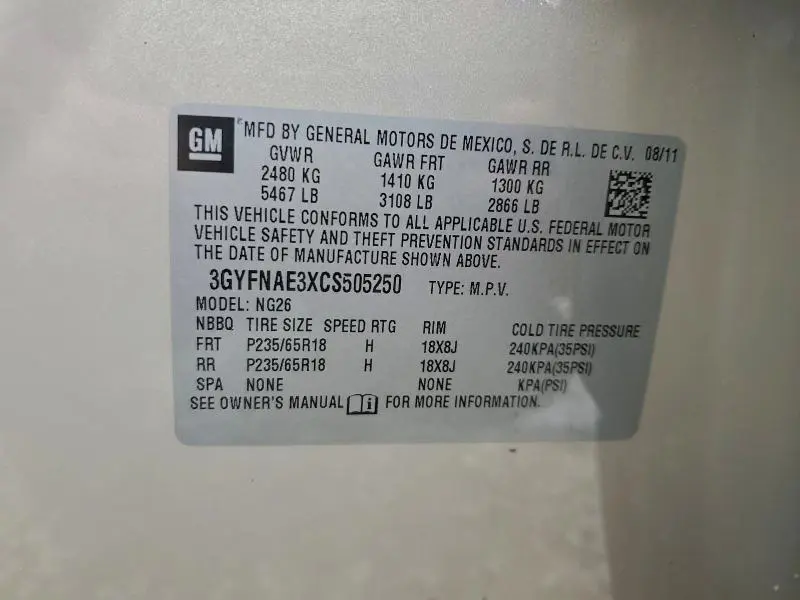 GM
MFD BY GENERAL MOTORS DE MEXICO, S. DE R.L. DE C.V. 08/11
GVWR GAWR FRT GAWR RR
2480 KG 1410 KG 1300 KG
5467 LB 3108 LB 2866 LB
THIS VEHICLE CONFORMS TO ALL APPLICABLE U.S. FEDERAL MOTOR
VEHICLE SAFETY AND THEFT PREVENTION STANDARDS IN EFFECT ON
THE DATE OF MANUFACTURE SHOWN ABOVE.
3GYFNAE3XCS505250 TYPE: M.P.V.
MODEL: NG26
NBBQ TIRE SIZE SPEED RTG RIM COLD TIRE PRESSURE
FRT P235/65R18 H 18X8J 240KPA(35PSI)
RR P235/65R18 H 18X8J 240KPA(35PSI)
SPA NONE NONE KPA(PSI)
SEE OWNER'S MANUAL i FOR MORE INFORMATION.